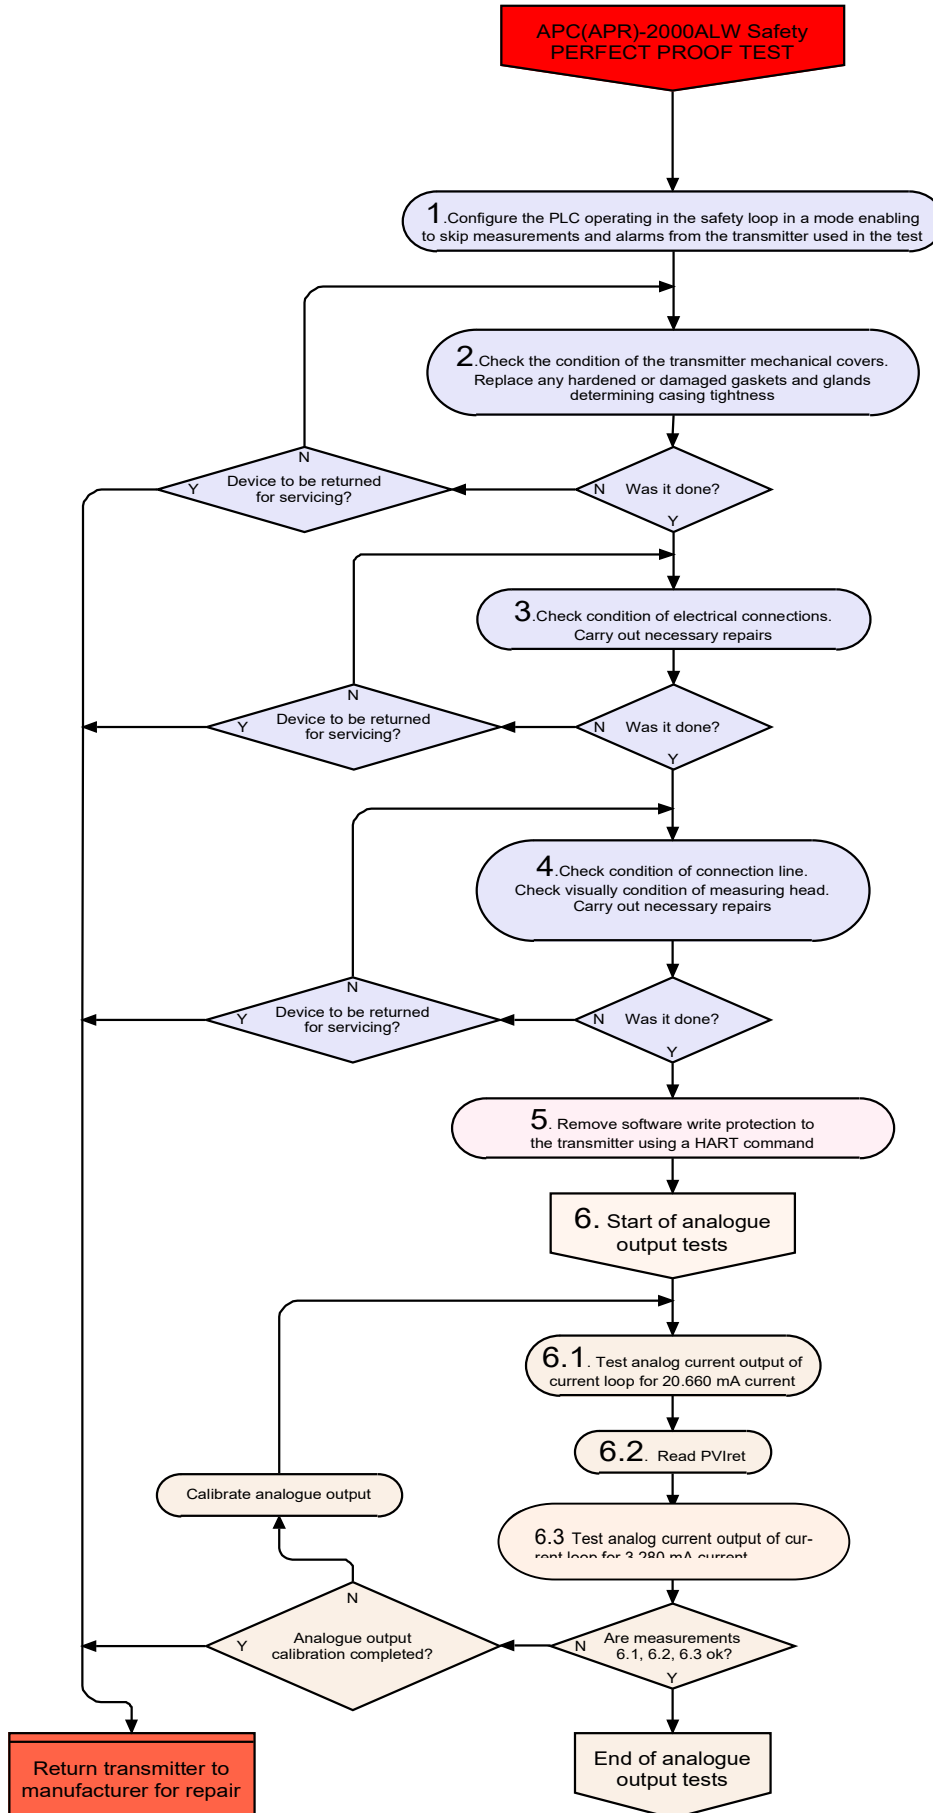 APC(APR)-2000ALW Safety
PERFECT PROOF TEST
1.Configure the PLC operating in the safety loop in a mode enabling
to skip measurements and alarms from the transmitter used in the test
2.Check the condition of the transmitter mechanical covers.
Replace any hardened or damaged gaskets and glands
determining casing tightness
N
Y
Device to be returned
for servicing?
N
Was it done?
Y
3.Check condition of electrical connections.
Carry out necessary repairs
N
Y
Device to be returned
for servicing?
N
Was it done?
Y
4.Check condition of connection line.
Check visually condition of measuring head.
Carry out necessary repairs
N
Y
Device to be returned
for servicing?
N
Was it done?
Y
5. Remove software write protection to
the transmitter using a HART command
6. Start of analogue
output tests
6.1. Test analog current output of
current loop for 20.660 mA current
6.2. Read PVIret
Calibrate analogue output
6.3 Test analog current output of cur-
rent loop for 3.280 mA current
N
Y
Analogue output
calibration completed?
N
Are measurements
6.1, 6.2, 6.3 ok?
Y
Return transmitter to
manufacturer for repair
End of analogue
output tests